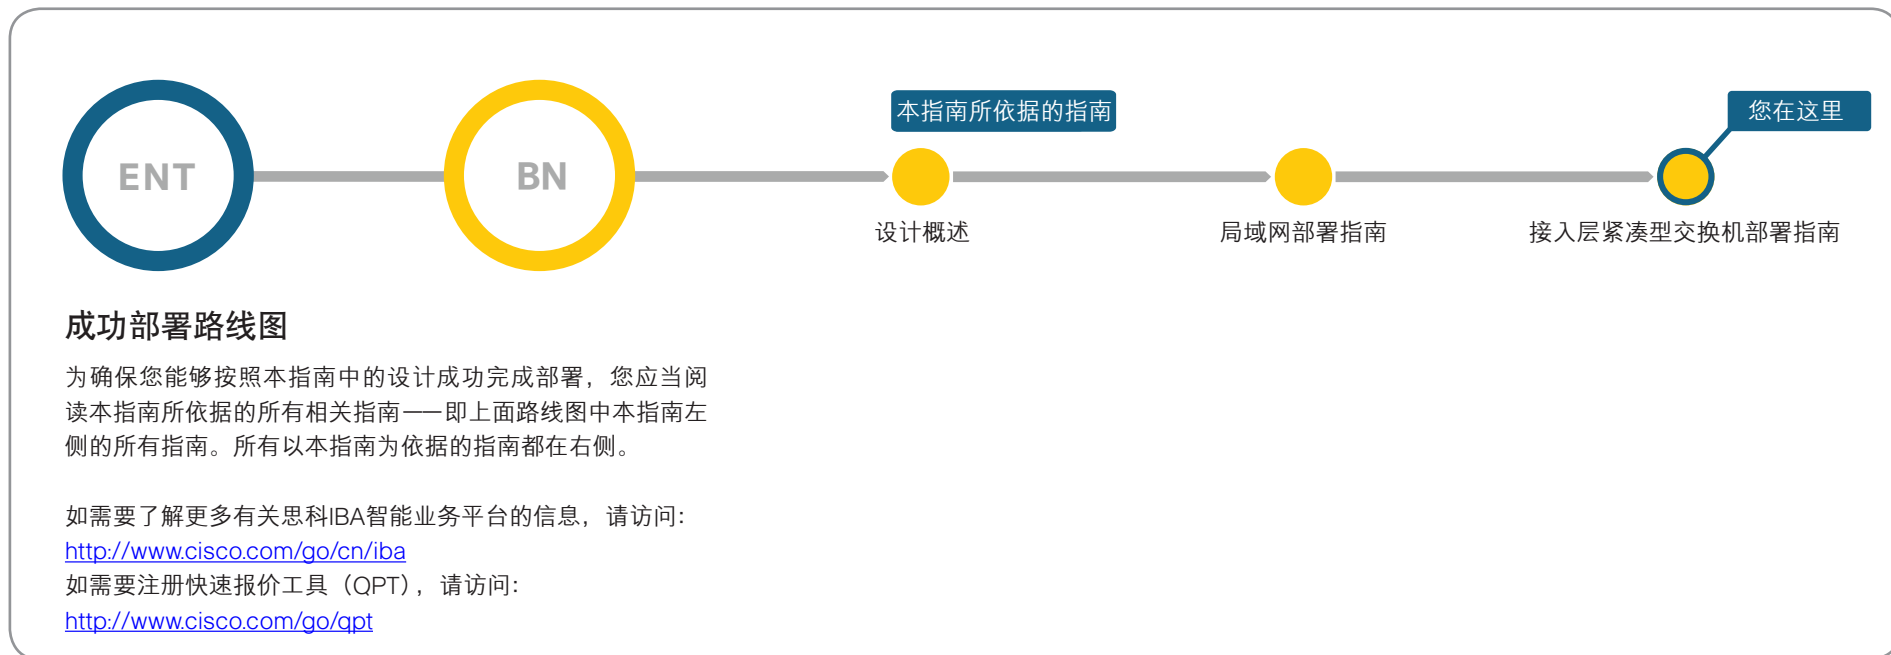 本指南所依据的指南
您在这里
ENT
BN
设计概述
局域网部署指南
接入层紧凑型交换机部署指南
成功部署路线图
为确保您能够按照本指南中的设计成功完成部署，您应当阅
读本指南所依据的所有相关指南——即上面路线图中本指南左
侧的所有指南。所有以本指南为依据的指南都在右侧。
如需要了解更多有关思科IBA智能业务平台的信息，请访问：
http://www.cisco.com/go/cn/iba
如需要注册快速报价工具（QPT），请访问：
http://www.cisco.com/go/qpt